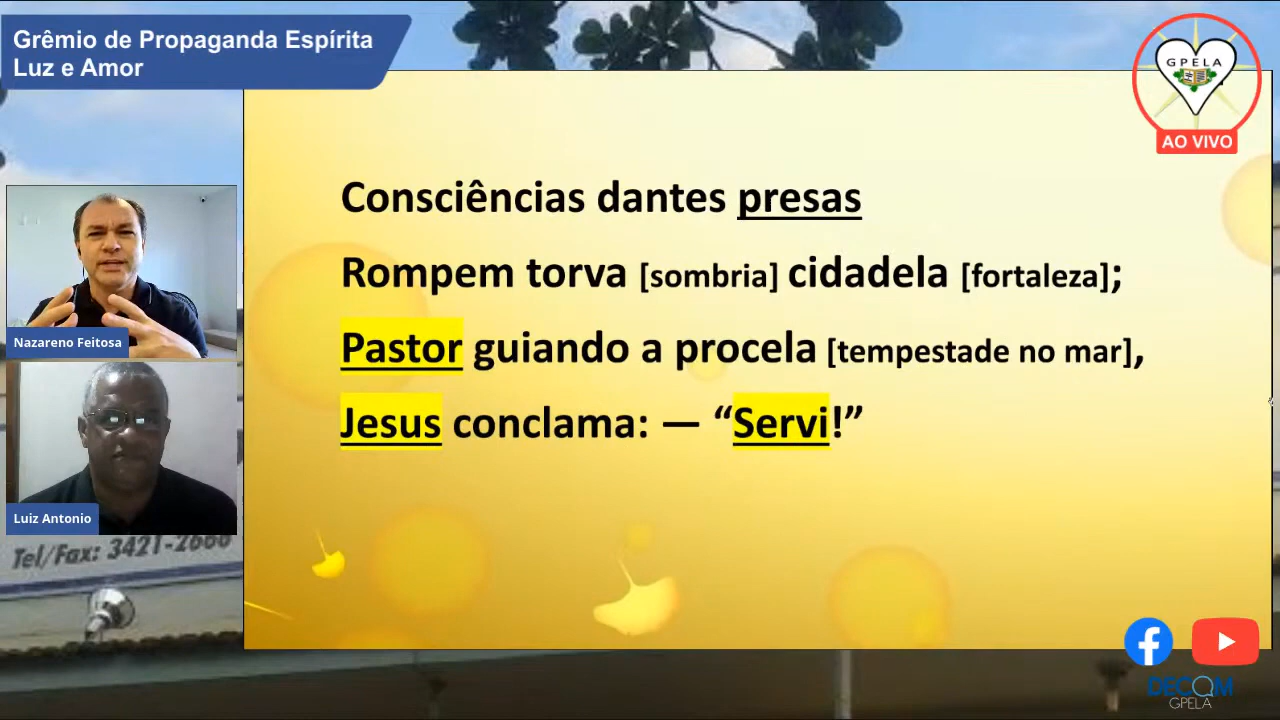 Grêmio de Propaganda Espírita
Luz e Amor
GPELA
AO VIVO
Consciências dantes presas
Rompem torva [sombria] cidadela [fortaleza];
Pastor guiando a procela [tempestade no mar],
Jesus conclama: — “Servi!”
Nazareno Feitosa
Luiz Antonio
Tel/Fax: 3421-2666
DECOM
GPELA